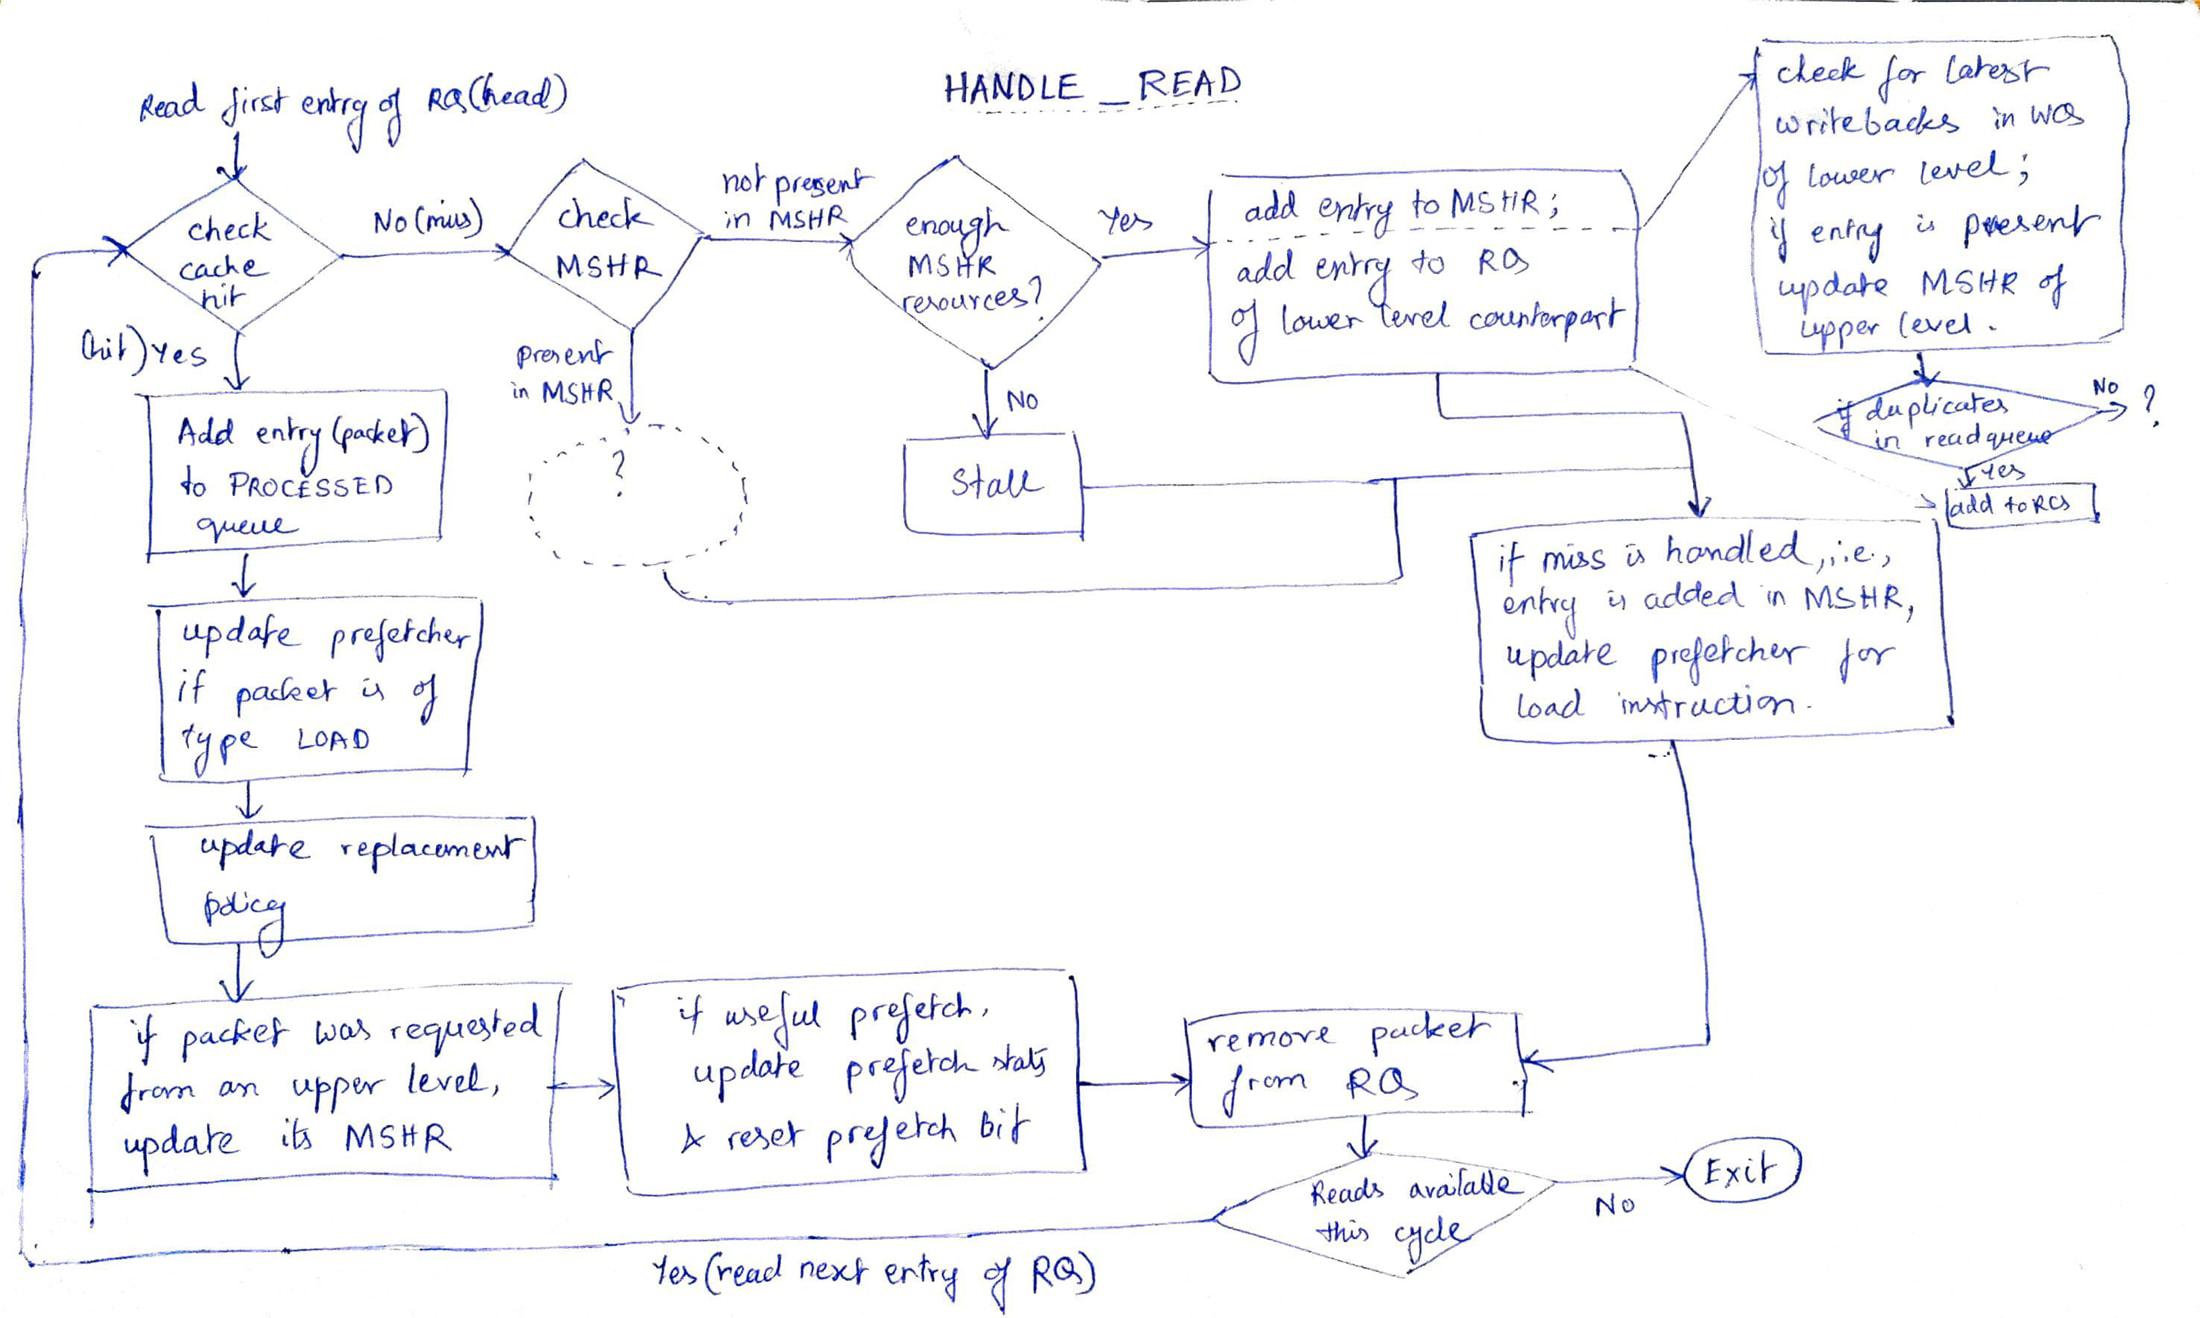 HANDLE _ READ
Read first entry of RQ(head)
check
cache
hit
No (miss)
check
MSHR
not present
in MSHR
enough
MSHR
resources?
Yes
add entry to MSHR;
add entry to RQ
of lower level counterpart
check for latest
writebacks in WQ
of lower level;
if entry is present
update MSHR of
upper level.
if duplicates
in readqueue
No
?
Yes
add to RQ
(hit) Yes
present
in MSHR
?
NO
Stall
Add entry (packet)
to PROCESSED
queue
update prefetcher
if packet is of
type LOAD
update replacement
policy
if miss is handled, i.e.,
entry is added in MSHR,
update prefetcher for
load instruction.
if packet was requested
from an upper level,
update its MSHR
if useful prefetch,
update prefetch stats
& reset prefetch bit
remove packet
from RQ
Reads available
this cycle
No
Exit
Yes (read next entry of RQ)